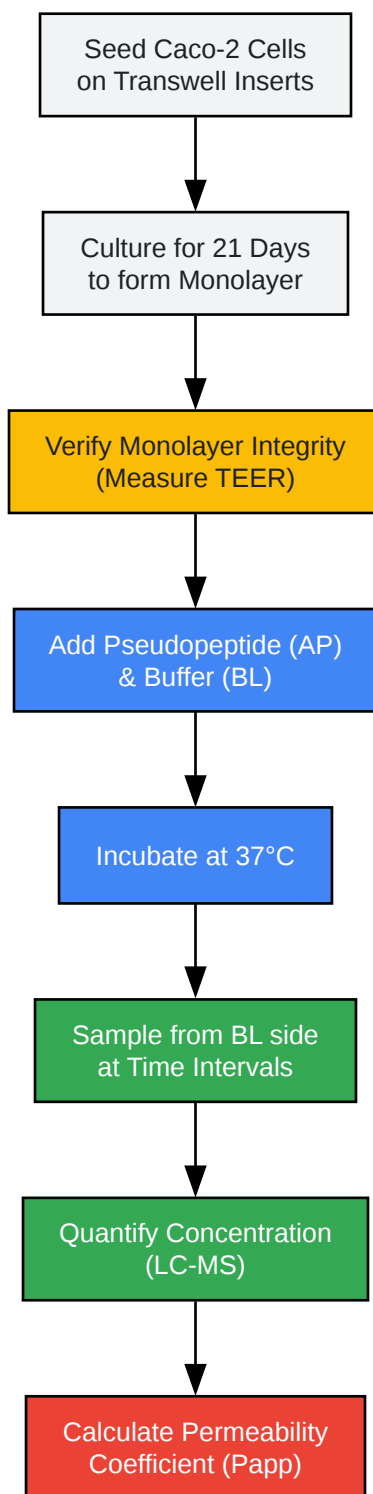 Seed Caco-2 Cells
on Transwell Inserts
Culture for 21 Days
to form Monolayer
Verify Monolayer Integrity
(Measure TEER)
Add Pseudopeptide (AP)
& Buffer (BL)
Incubate at 37°C
Sample from BL side
at Time Intervals
Quantify Concentration
(LC-MS)
Calculate Permeability
Coefficient (Papp)